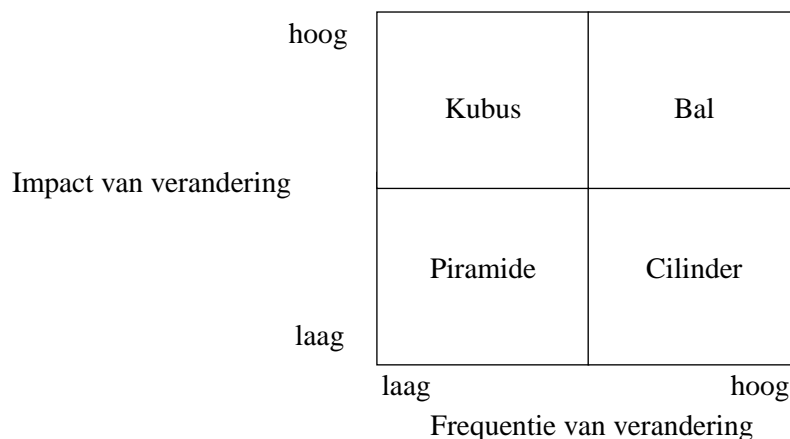 hoog
Kubus Bal
Impact van verandering
Piramide Cilinder
laag
laag hoog
Frequentie van verandering